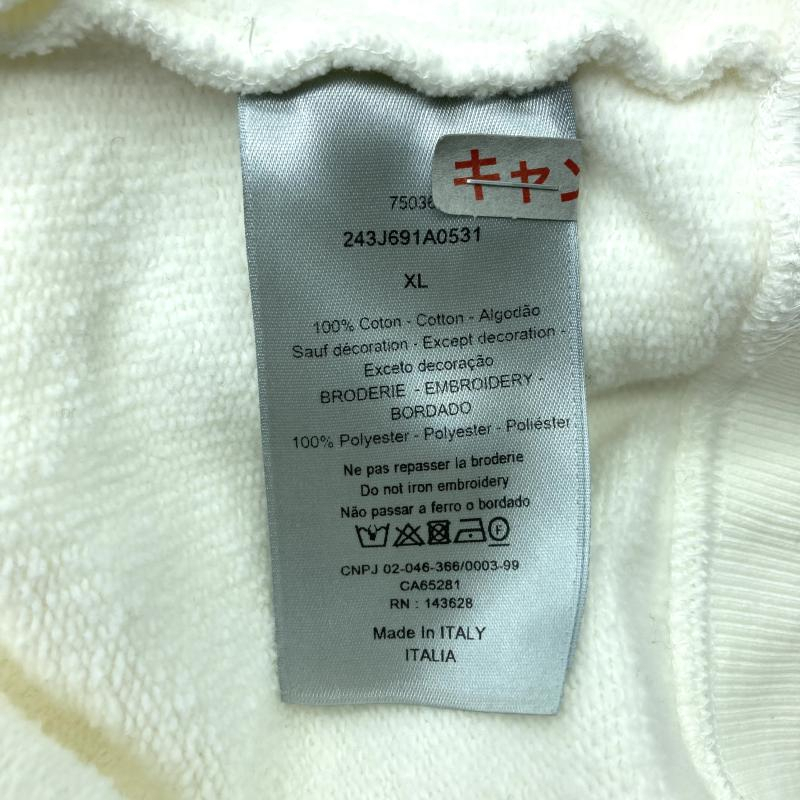 キャン
7503
243J691A0531
XL
100% Coton - Cotton - Algodão
Sauf décoration - Except decoration -
Exceto decoração
BRODERIE - EMBROIDERY -
BORDADO
100% Polyester - Polyester - Poliéster
Ne pas repasser la broderie
Do not iron embroidery
Não passar a ferro o bordado
F
CNPJ 02-046-366/0003-99
CA65281
RN : 143628
Made In ITALY
ITALIA